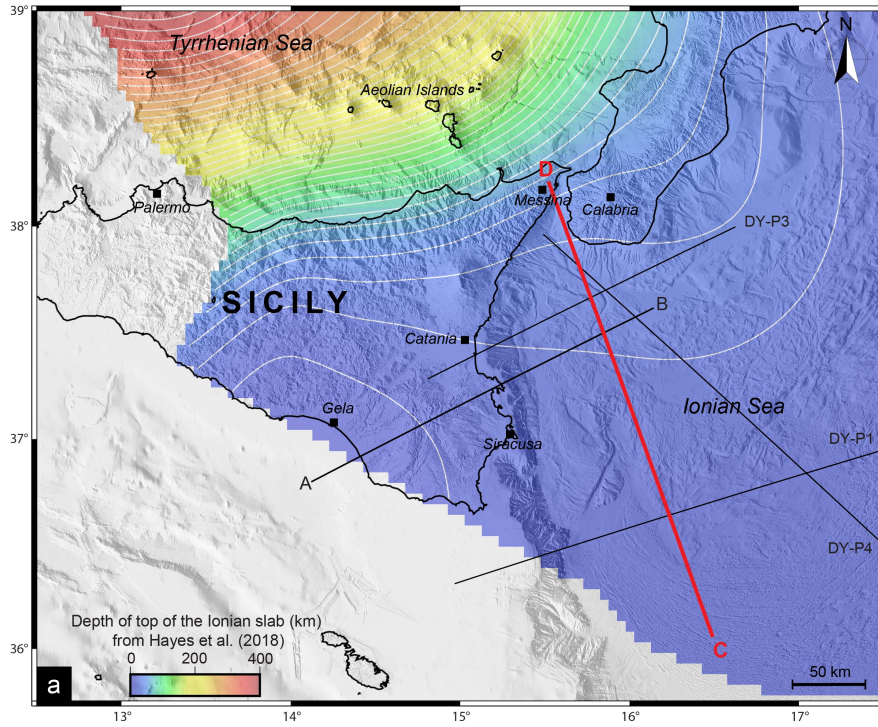 39°
N
Tyrrhenian Sea
Aeolian Islands
D
Messina
Calabria
Palermo
38°
DY-P3
SICILY
B
Catania
Ionian Sea
Gela
37°
Siracusa
DY-P1
A
DY-P4
Depth of top of the Ionian slab (km)
from Hayes et al. (2018)
0 200 400
36°
C
50 km
a
13° 14° 15° 16° 17°